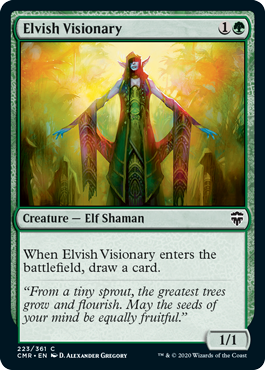 Elvish Visionary 1
Creature — Elf Shaman
When Elvish Visionary enters the
battlefield, draw a card.
“From a tiny sprout, the greatest trees
grow and flourish. May the seeds of
your mind be equally fruitful.”
1/1
223/361 C
CMR • EN D. Alexander Gregory
™ & © 2020 Wizards of the Coast